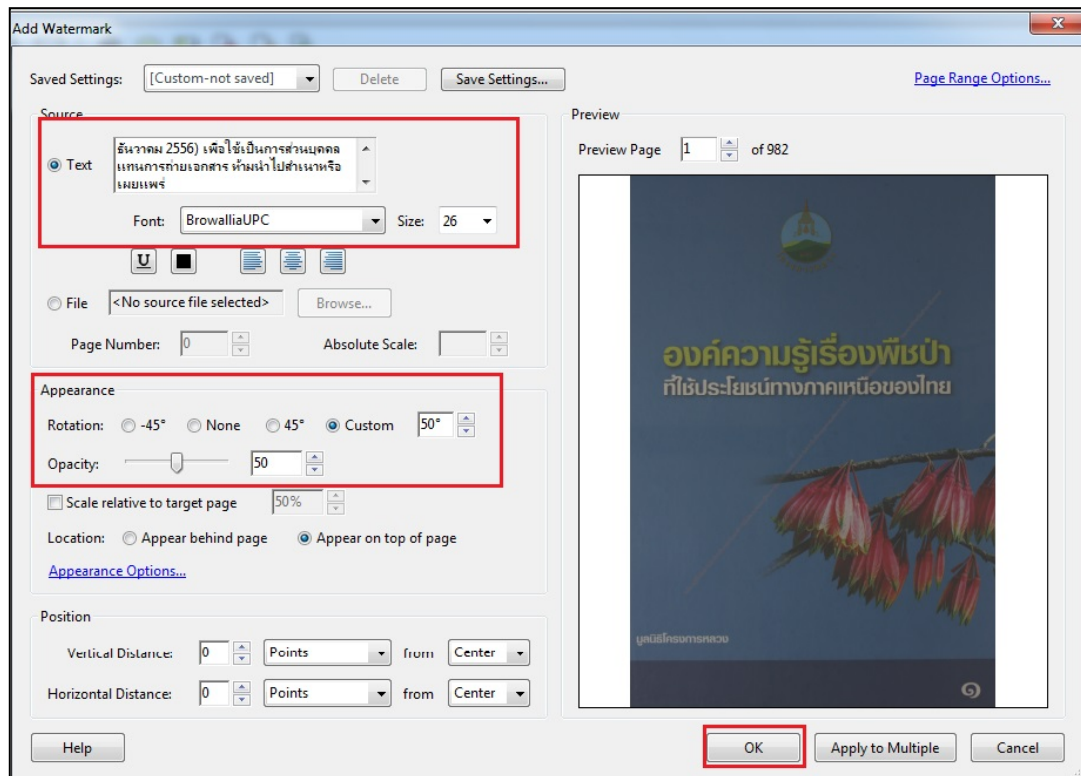 Add Watermark
Saved Settings: [Custom-not saved] Delete Save Settings... Page Range Options...
Source
Text
ธันวาคม 2556) เพื่อใช้เป็นการส่วนบุคคล
แทนการถ่ายเอกสาร ห้ามนำไปสำเนาหรือ
เผยแพร่
Font: BrowalliaUPC Size: 26
U
File <No source file selected> Browse...
Page Number: 0 Absolute Scale:
Appearance
Rotation: -45° None 45° Custom 50°
Opacity: 50
Scale relative to target page 50%
Location: Appear behind page Appear on top of page
Appearance Options...
Position
Vertical Distance: 0 Points from Center
Horizontal Distance: 0 Points from Center
Help
Preview
Preview Page 1 of 982
องค์ความรู้เรื่องพืชป่า
ที่ใช้ประโยชน์ทางภาคเหนือของไทย
มูลนิธิโครงการหลวง
๑
OK Apply to Multiple Cancel